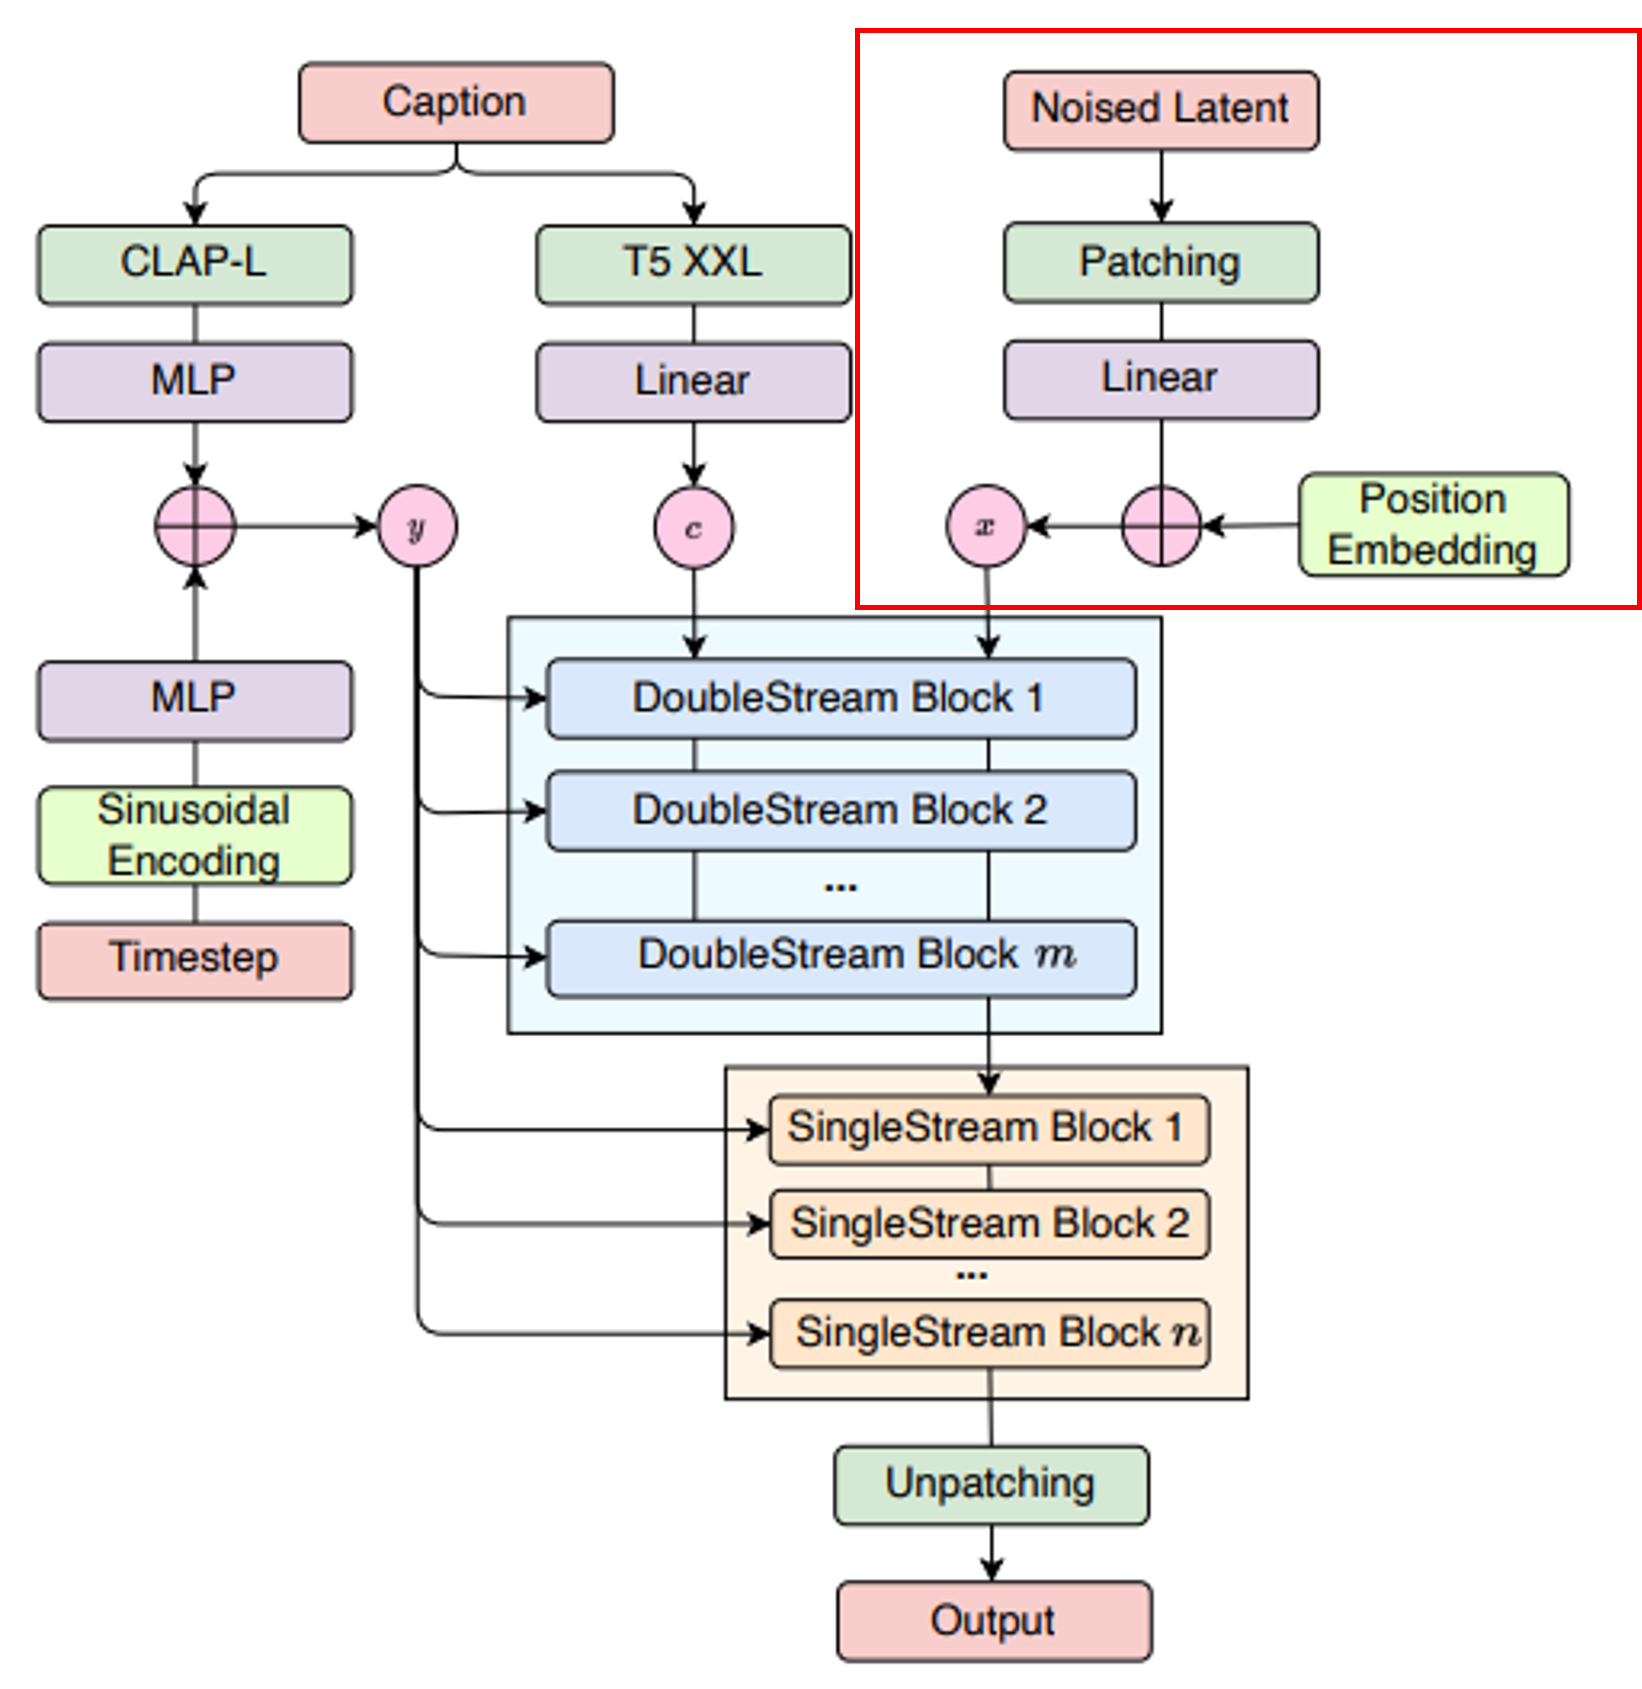 Caption
Noised Latent
CLAP-L
T5 XXL
Patching
MLP
Linear
Linear
y
c
x
Position
Embedding
MLP
DoubleStream Block 1
Sinusoidal
Encoding
DoubleStream Block 2
...
Timestep
DoubleStream Block m
SingleStream Block 1
SingleStream Block 2
...
SingleStream Block n
Unpatching
Output